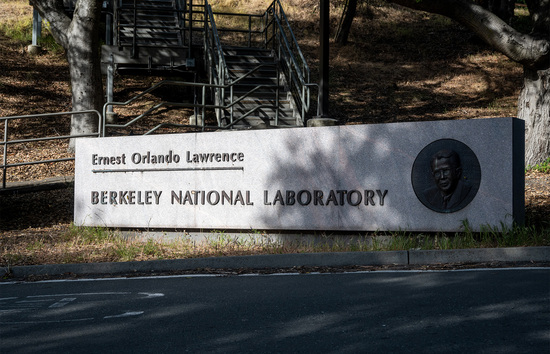 Ernest Orlando Lawrence
BERKELEY NATIONAL LABORATORY